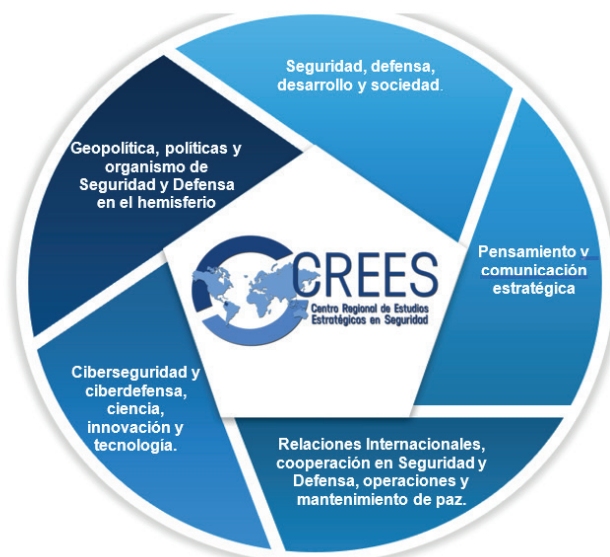 Seguridad, defensa,
desarrollo y sociedad.
Geopolítica, políticas y
organismo de
Seguridad y Defensa
en el hemisferio
CREES
Centro Regional de Estudios
Estratégicos en Seguridad
Pensamiento y
comunicación
estratégica
Ciberseguridad y
ciberdefensa,
ciencia,
innovación y
tecnología.
Relaciones Internacionales,
cooperación en Seguridad y
Defensa, operaciones y
mantenimiento de paz.